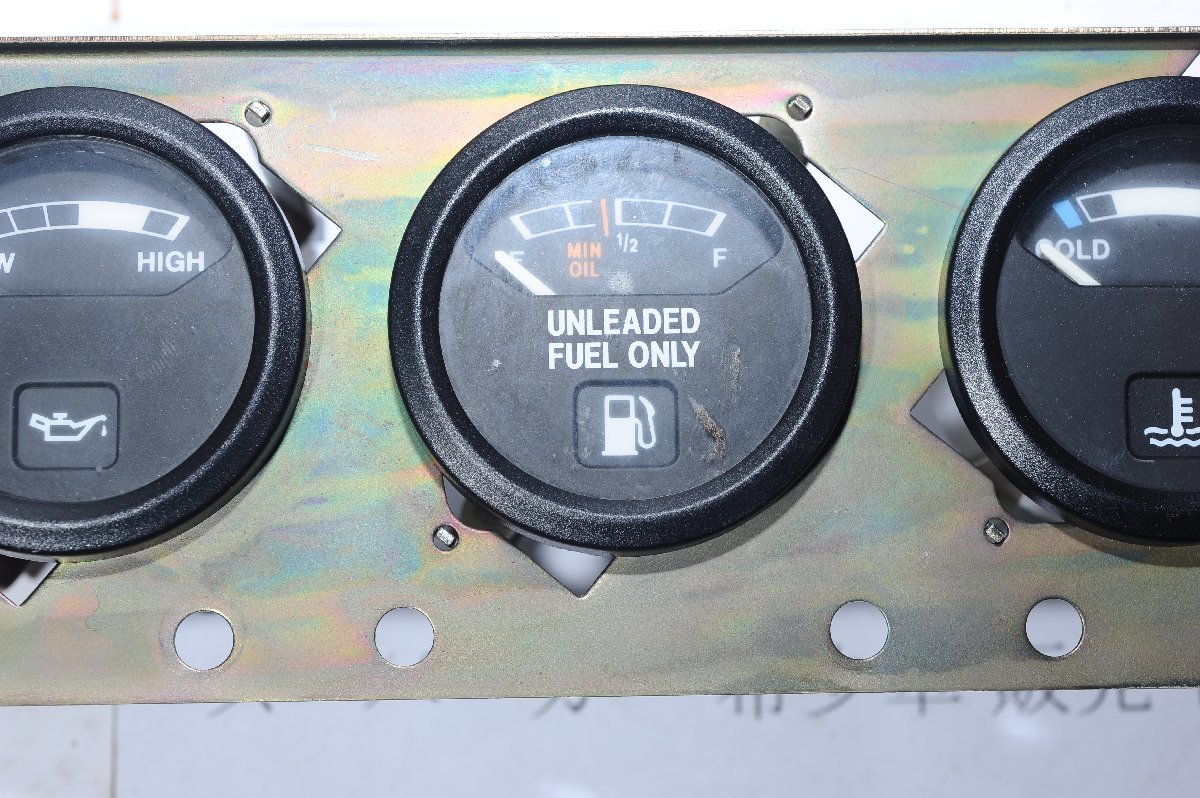 W
HIGH
E
F
MIN
OIL
1/2
UNLEADED
FUEL ONLY
COLD